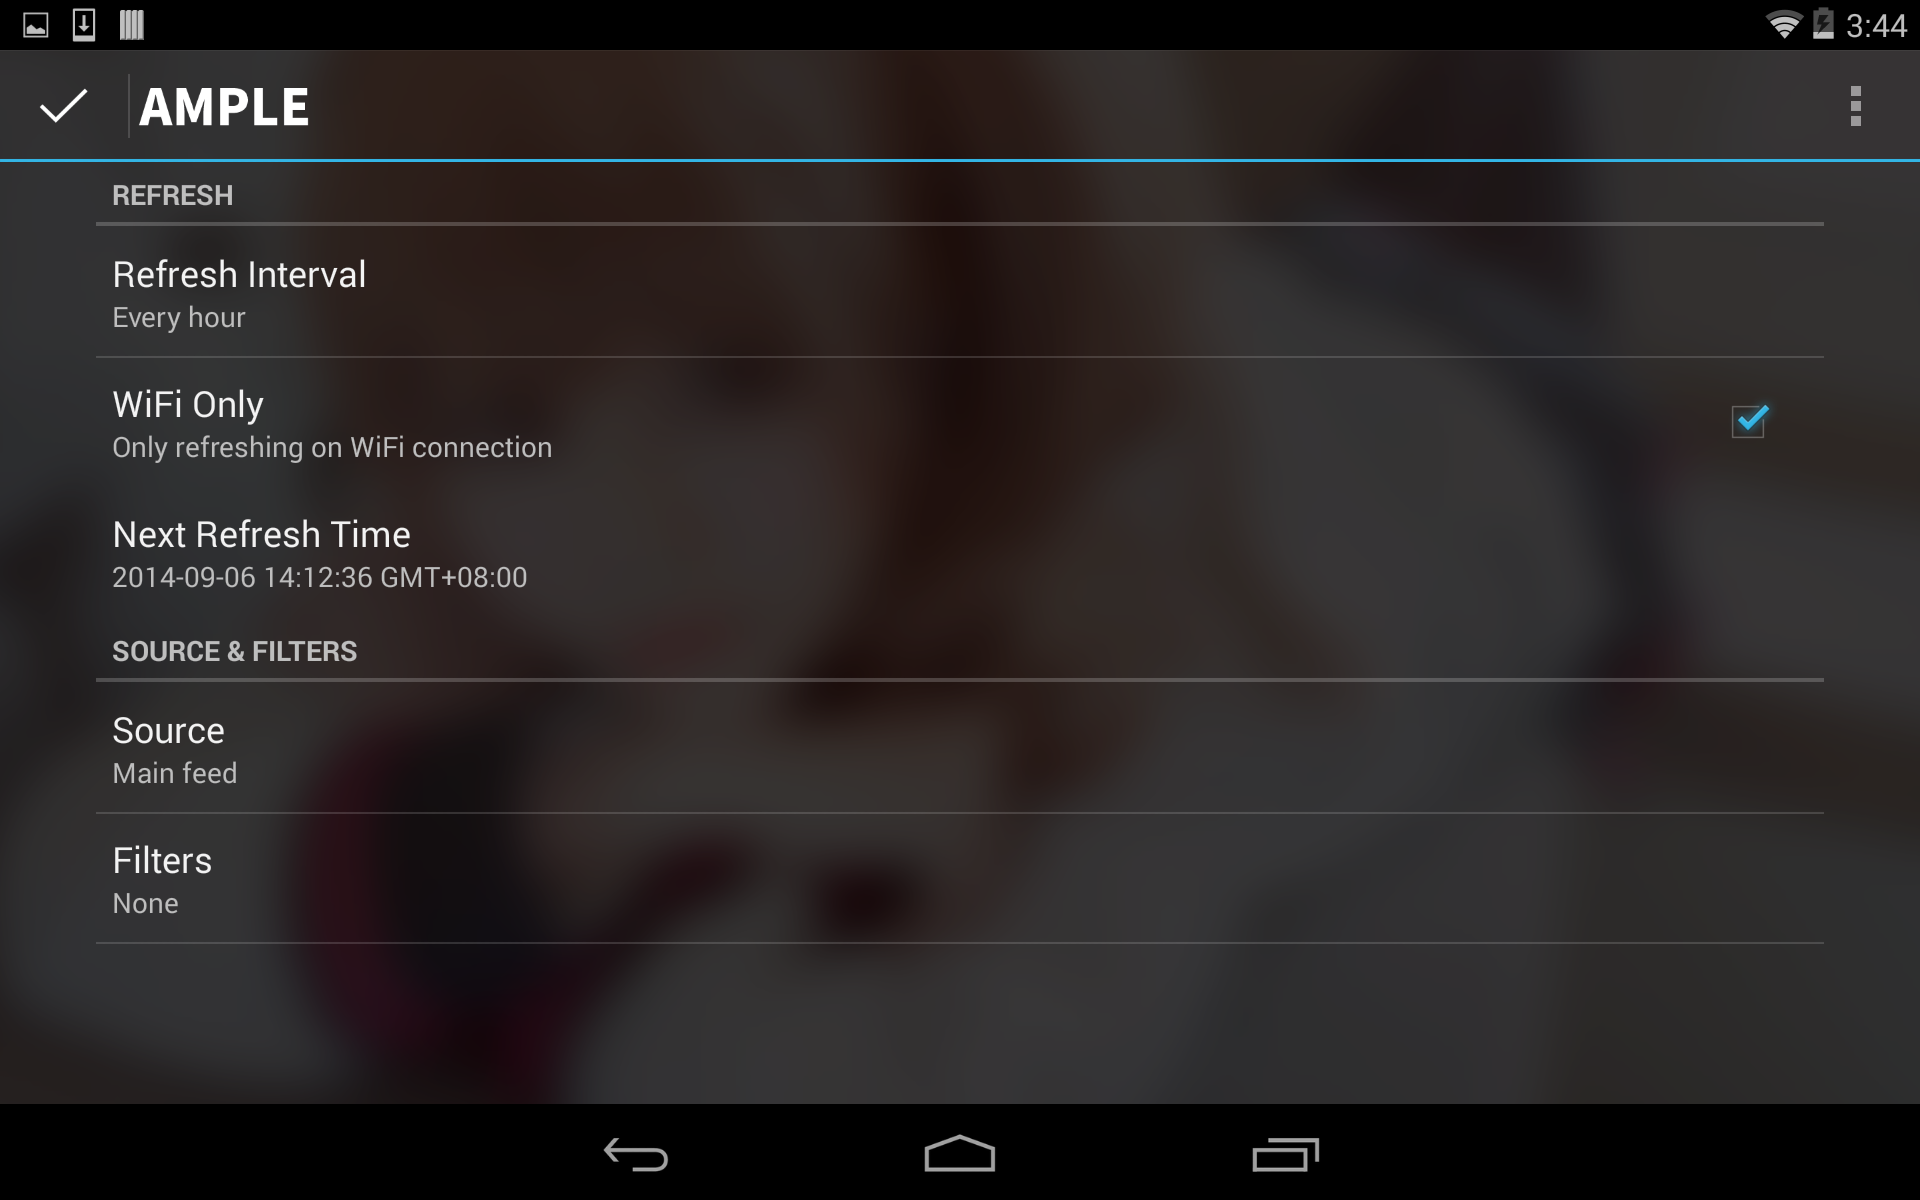 3:44
AMPLE
REFRESH
Refresh Interval
Every hour
WiFi Only
Only refreshing on WiFi connection
Next Refresh Time
2014-09-06 14:12:36 GMT+08:00
SOURCE & FILTERS
Source
Main feed
Filters
None